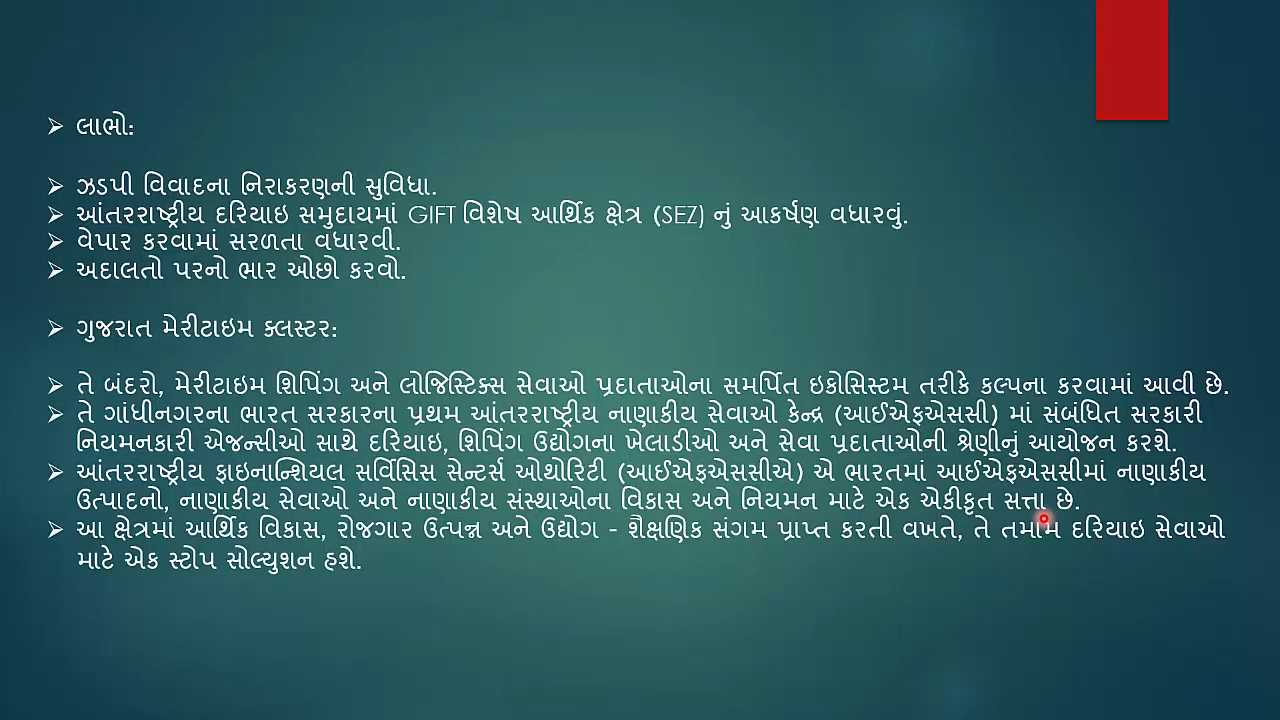 ➢ લાભો:
➢ ઝડપી વિવાદના નિરાકરણની સુવિધા.
➢ આંતરરાષ્ટ્રીય દરિયાઇ સમુદાયમાં GIFT વિશેષ આર્થિક ક્ષેત્ર (SEZ) નું આકર્ષણ વધારવું.
➢ વેપાર કરવામાં સરળતા વધારવી.
➢ અદાલતો પરનો ભાર ઓછો કરવો.
➢ ગુજરાત મેરીટાઇમ ક્લસ્ટર:
➢ તે બંદરો, મેરીટાઇમ શિપિંગ અને લોજિસ્ટિક્સ સેવાઓ પ્રદાતાઓના સમર્પિત ઇકોસિસ્ટમ તરીકે કલ્પના કરવામાં આવી છે.
➢ તે ગાંધીનગરના ભારત સરકારના પ્રથમ આંતરરાષ્ટ્રીય નાણાકીય સેવાઓ કેન્દ્ર (આઈએફએસસી) માં સંબંધિત સરકારી
નિયમનકારી એજન્સીઓ સાથે દરિયાઇ, શિપિંગ ઉદ્યોગના ખેલાડીઓ અને સેવા પ્રદાતાઓની શ્રેણીનું આયોજન કરશે.
➢ આંતરરાષ્ટ્રીય ફાઇનાન્શિયલ સર્વિસિસ સેન્ટર્સ ઓથોરિટી (આઈએફએસસીએ) એ ભારતમાં આઈએફએસસીમાં નાણાકીય
ઉત્પાદનો, નાણાકીય સેવાઓ અને નાણાકીય સંસ્થાઓના વિકાસ અને નિયમન માટે એક એકીકૃત સત્તા છે.
➢ આ ક્ષેત્રમાં આર્થિક વિકાસ, રોજગાર ઉત્પન્ન અને ઉદ્યોગ - શૈક્ષણિક સંગમ પ્રાપ્ત કરતી વખતે, તે તમામ દરિયાઇ સેવાઓ
માટે એક સ્ટોપ સોલ્યુશન હશે.